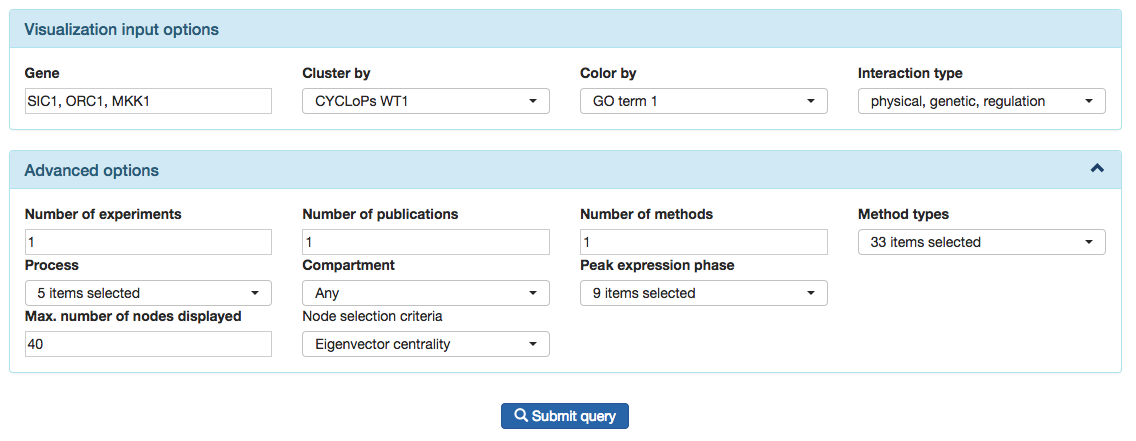 Visualization input options
Gene Cluster by Color by Interaction type
SIC1, ORC1, MKK1 CYCLoPs WT1 GO term 1 physical, genetic, regulation
Advanced options
Number of experiments Number of publications Number of methods Method types
1 1 1 33 items selected
Process Compartment Peak expression phase
5 items selected Any 9 items selected
Max. number of nodes displayed Node selection criteria
40 Eigenvector centrality
Submit query